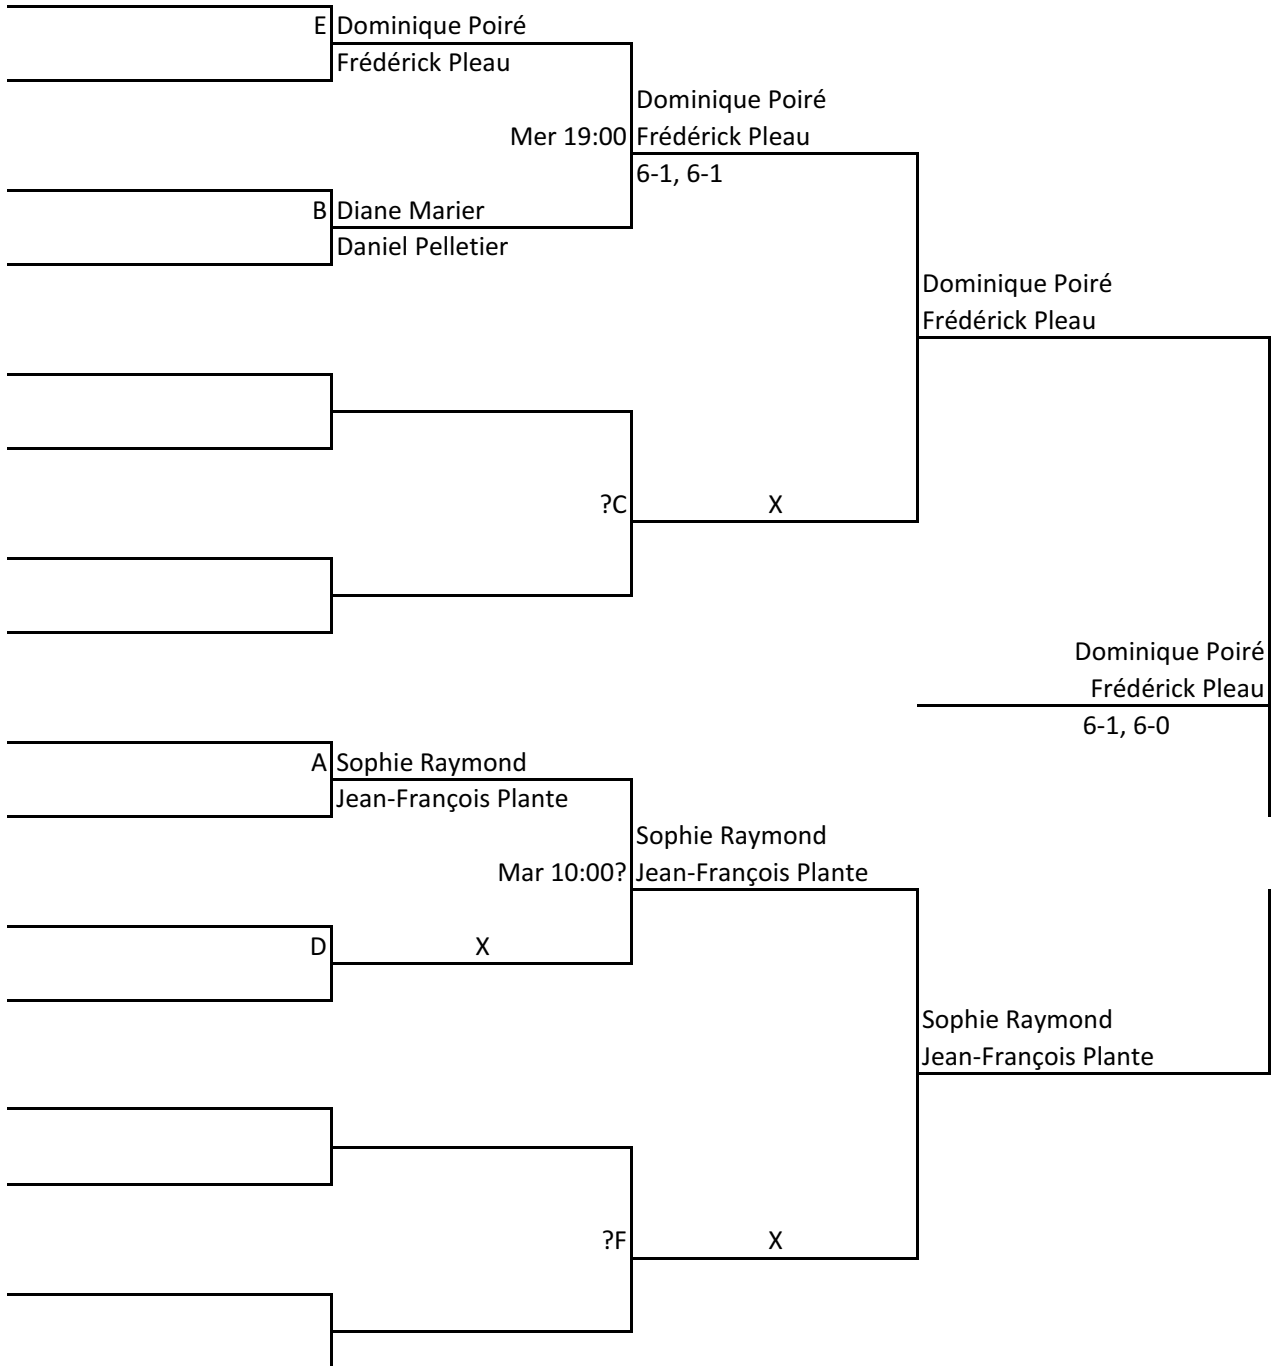 E Dominique Poiré
Frédérick Pleau
Dominique Poiré
Mer 19:00 Frédérick Pleau
6-1, 6-1
B Diane Marier
Daniel Pelletier
Dominique Poiré
Frédérick Pleau
?C X
Dominique Poiré
Frédérick Pleau
6-1, 6-0
A Sophie Raymond
Jean-François Plante
Sophie Raymond
Mar 10:00? Jean-François Plante
D X
Sophie Raymond
Jean-François Plante
?F X